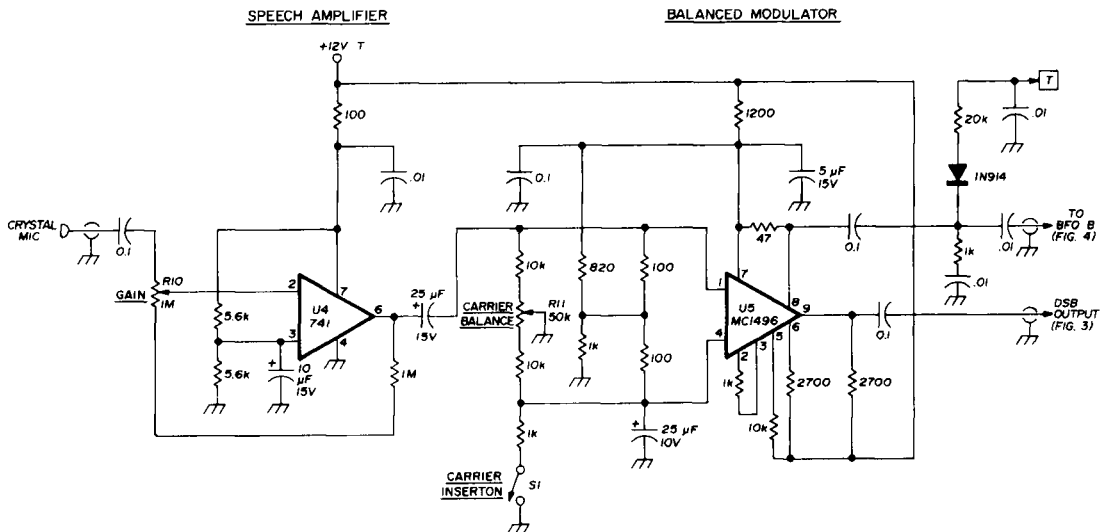 SPEECH AMPLIFIER
BALANCED MODULATOR
+12V T
100
.01
CRYSTAL
MIC
0.1
R10
GAIN
1M
5.6k
5.6k
10
µF
15V
2
3
7
4
6
U4
741
1M
25 µF
+
15V
0.1
10k
CARRIER
BALANCE
R11
50k
10k
1k
CARRIER
INSERTON
S1
820
1k
100
100
+
25 µF
10V
1200
5 µF
15V
47
1
4
7
8
9
6
5
3
2
U5
MC1496
1k
10k
2700
2700
0.1
0.1
20k
T
.01
1N914
1k
.01
.01
TO
BFO B
(FIG. 4)
DSB
OUTPUT
(FIG. 3)